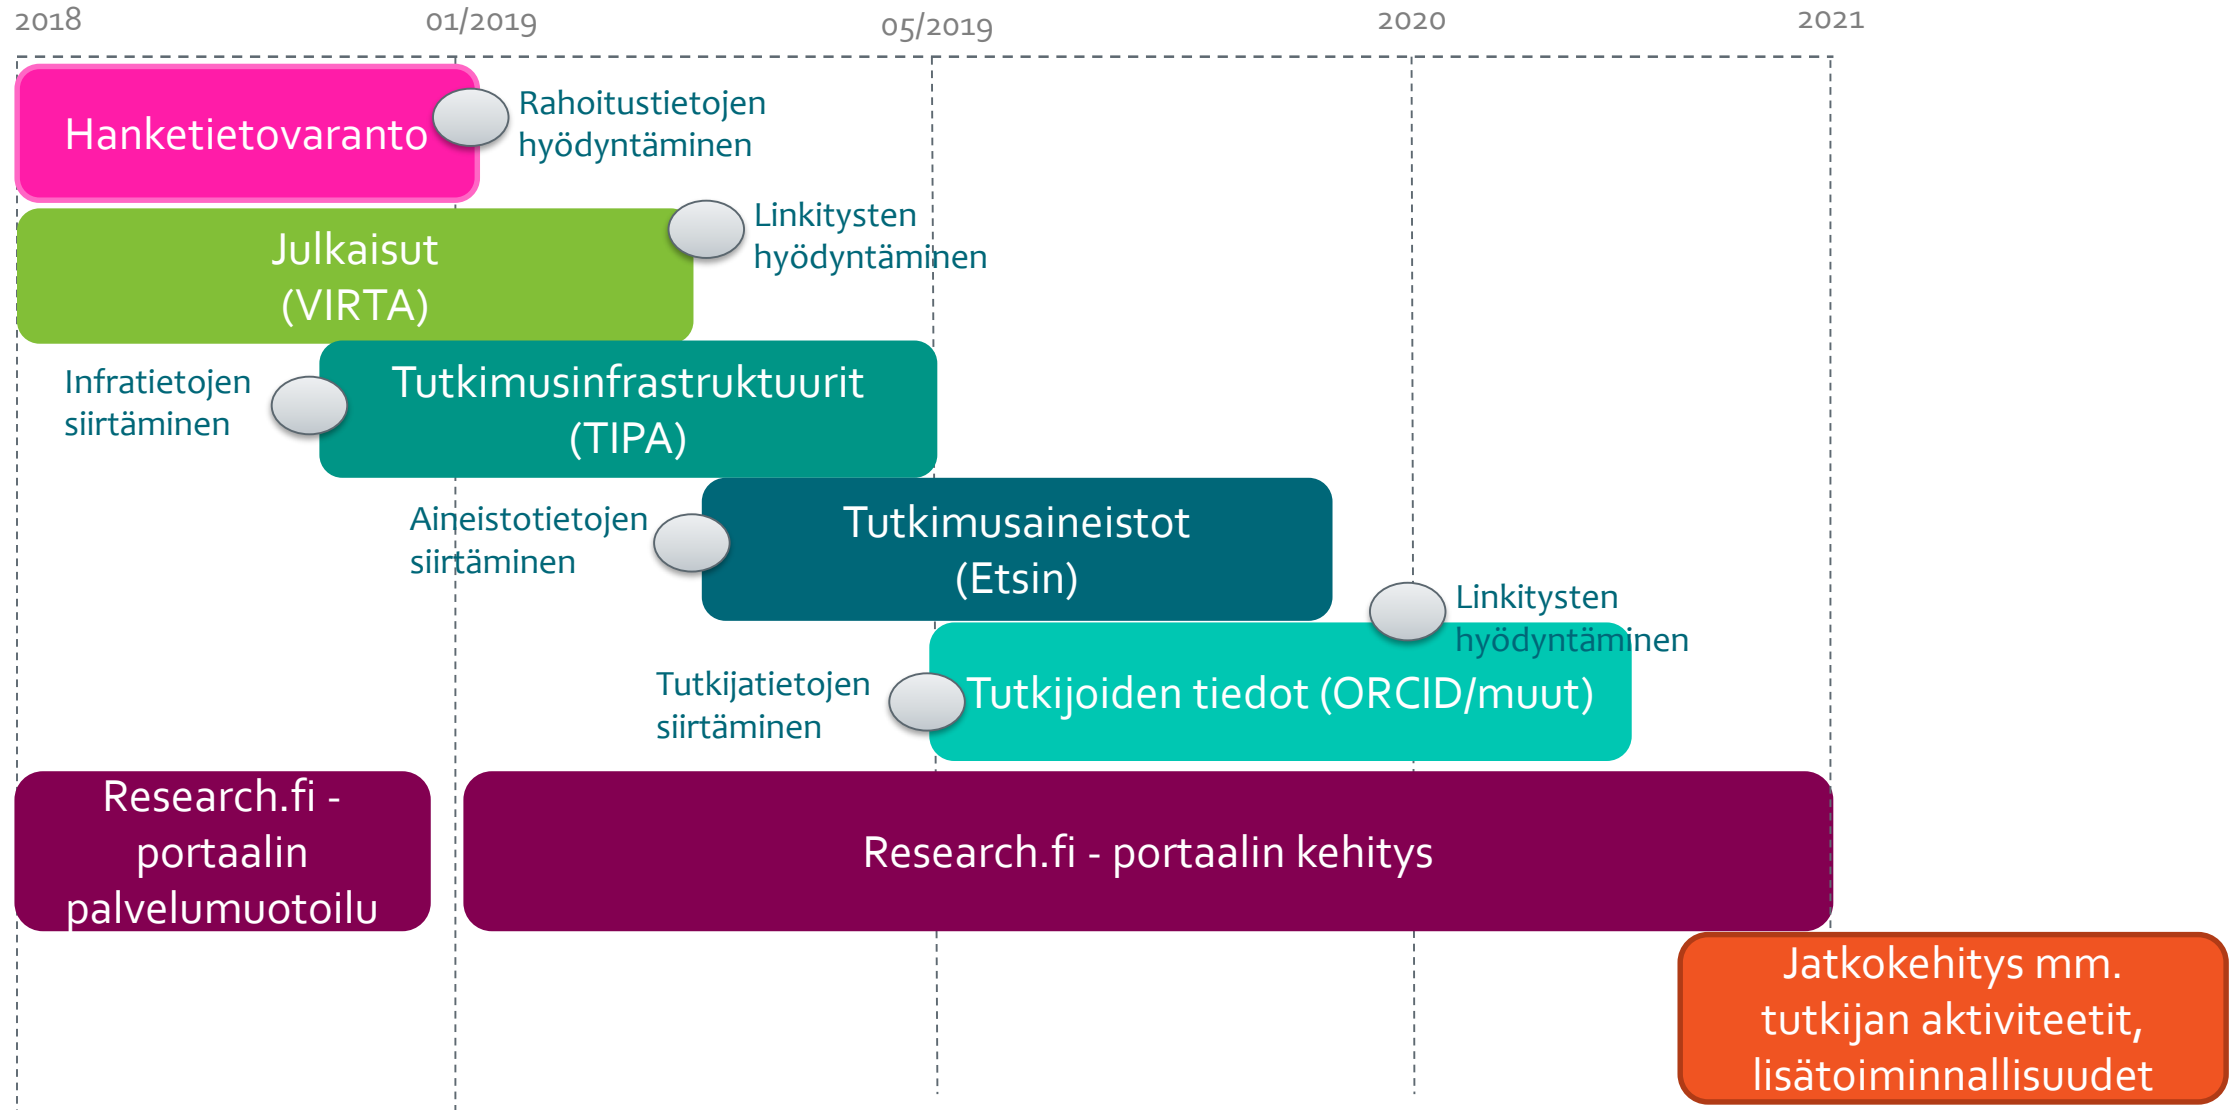 2018
01/2019
05/2019
2020
2021
Hanketietovaranto
Rahoitustietojen
hyödyntäminen
Julkaisut
(VIRTA)
Linkitysten
hyödyntäminen
Infratietojen
siirtäminen
Tutkimusinfrastruktuurit
(TIPA)
Aineistotietojen
siirtäminen
Tutkimusaineistot
(Etsin)
Linkitysten
hyödyntäminen
Tutkijatietojen
siirtäminen
Tutkijoiden tiedot (ORCID/muut)
Research.fi -
portaalin
palvelumuotoilu
Research.fi - portaalin kehitys
Jatkokehitys mm.
tutkijan aktiviteetit,
lisätoiminnallisuudet